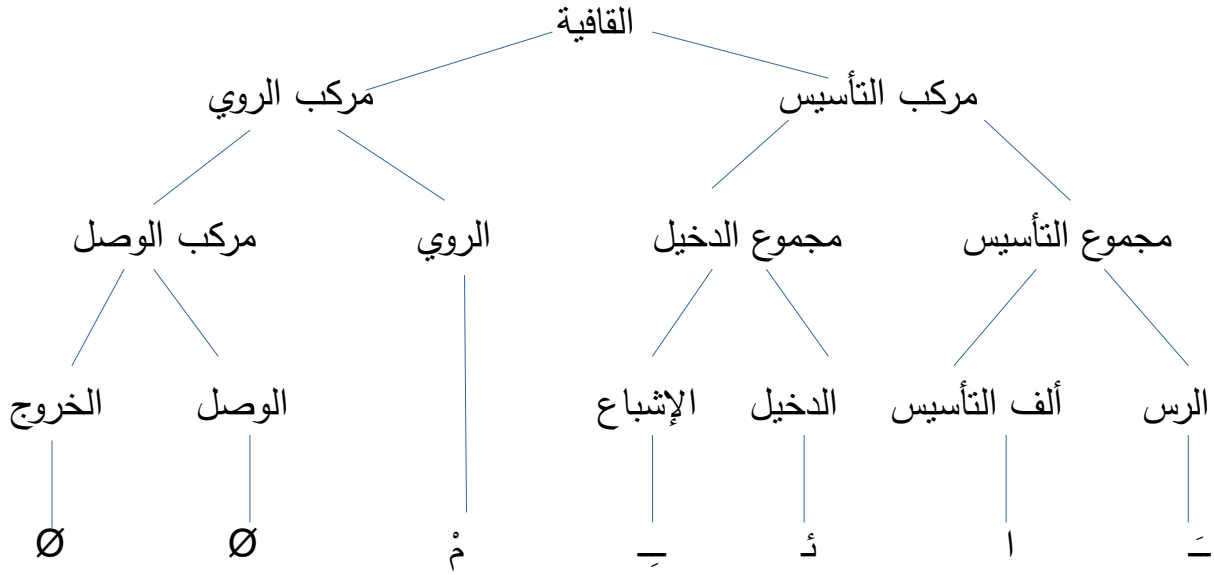 القافية
مركب التأسيس مركب الروي
مجموع التأسيس مجموع الدخيل الروي مركب الوصل
الرس ألف التأسيس الدخيل الإشباع الوصل الخروج
ـَ ا ئـ ـِ مْ Ø Ø